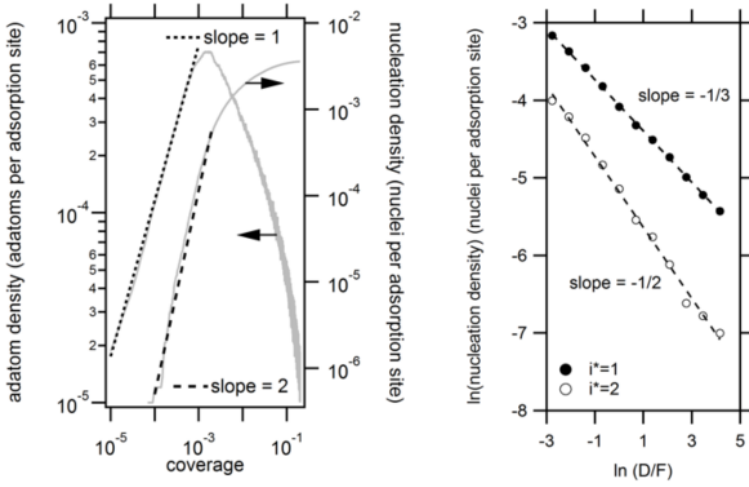 adatom density (adatoms per adsorption site)
10⁻³
6
5
4
3
2
10⁻⁴
6
5
4
3
2
10⁻⁵
slope = 1
slope = 2
10⁻⁵
10⁻³
10⁻¹
coverage
10⁻²
10⁻³
10⁻⁴
10⁻⁵
10⁻⁶
nucleation density (nuclei per adsorption site)
ln(nucleation density) (nuclei per adsorption site)
-3
-4
-5
-6
-7
-8
slope = -1/3
slope = -1/2
i*=1
i*=2
-3
-1
1
3
5
ln (D/F)